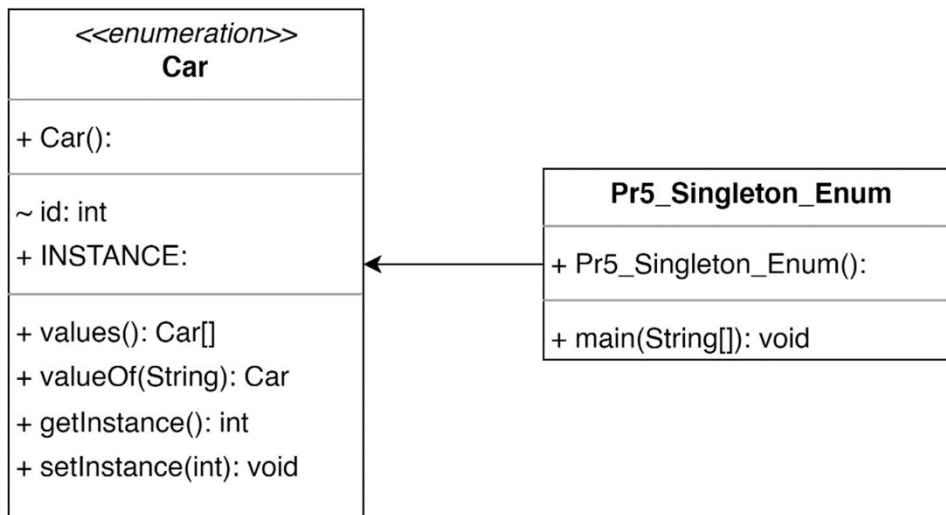 <<enumeration>>
Car
+ Car():
~ id: int
+ INSTANCE:
+ values(): Car[]
+ valueOf(String): Car
+ getInstance(): int
+ setInstance(int): void
Pr5_Singleton_Enum
+ Pr5_Singleton_Enum():
+ main(String[]): void